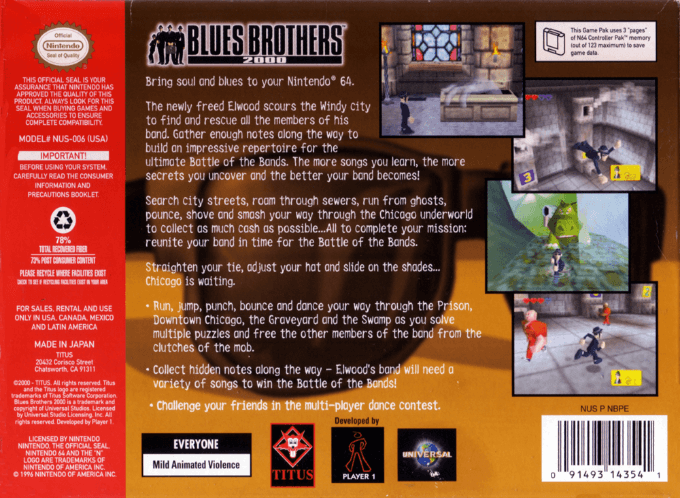 Official
Nintendo
Seal of Quality
THIS OFFICIAL SEAL IS YOUR
ASSURANCE THAT NINTENDO HAS
APPROVED THE QUALITY OF THIS
PRODUCT. ALWAYS LOOK FOR THIS
SEAL WHEN BUYING GAMES AND
ACCESSORIES TO ENSURE
COMPLETE COMPATIBILITY.
MODEL# NUS-006 (USA)
IMPORTANT!
BEFORE USING YOUR SYSTEM,
CAREFULLY READ THE CONSUMER
INFORMATION AND
PRECAUTIONS BOOKLET.
78%
TOTAL RECOVERED FIBER
73% POST CONSUMER CONTENT
PLEASE RECYCLE WHERE FACILITIES EXIST
CHECK TO SEE IF RECYCLING FACILITIES EXIST IN YOUR AREA
FOR SALES, RENTAL AND USE
ONLY IN USA, CANADA, MEXICO
AND LATIN AMERICA
MADE IN JAPAN
TITUS
20432 Corisco Street
Chatsworth, CA 91311
©2000 - TITUS. All rights reserved. Titus
and the Titus logo are registered
trademarks of Titus Software Corporation.
Blues Brothers 2000 is a trademark and
copyright of Universal Studios. Licensed
by Universal Studios Licensing, Inc. All
rights reserved. Developed by Player 1.
LICENSED BY NINTENDO
NINTENDO, THE OFFICIAL SEAL,
NINTENDO 64 AND THE "N"
LOGO ARE TRADEMARKS OF
NINTENDO OF AMERICA INC.
© 1996 NINTENDO OF AMERICA INC.
BLUES BROTHERS
2000
Bring soul and blues to your Nintendo® 64.
The newly freed Elwood scours the Windy city
to find and rescue all the members of his
band. Gather enough notes along the way to
build an impressive repertoire for the
ultimate Battle of the Bands. The more songs you learn, the more
secrets you uncover and the better your band becomes!
Search city streets, roam through sewers, run from ghosts,
pounce, shove and smash your way through the Chicago underworld
to collect as much cash as possible...All to complete your mission:
reunite your band in time for the Battle of the Bands.
Straighten your tie, adjust your hat and slide on the shades...
Chicago is waiting.
• Run, jump, punch, bounce and dance your way through the Prison,
Downtown Chicago, the Graveyard and the Swamp as you solve
multiple puzzles and free the other members of the band from the
clutches of the mob.
• Collect hidden notes along the way – Elwood's band will need a
variety of songs to win the Battle of the Bands!
• Challenge your friends in the multi-player dance contest.
This Game Pak uses 3 "pages"
of N64 Controller Pak™ memory
(out of 123 maximum) to save
game data.
3
EVERYONE
Mild Animated Violence
TITUS
Developed by
PLAYER 1
UNIVERSAL
NUS P NBPE
0 91493 14354 1